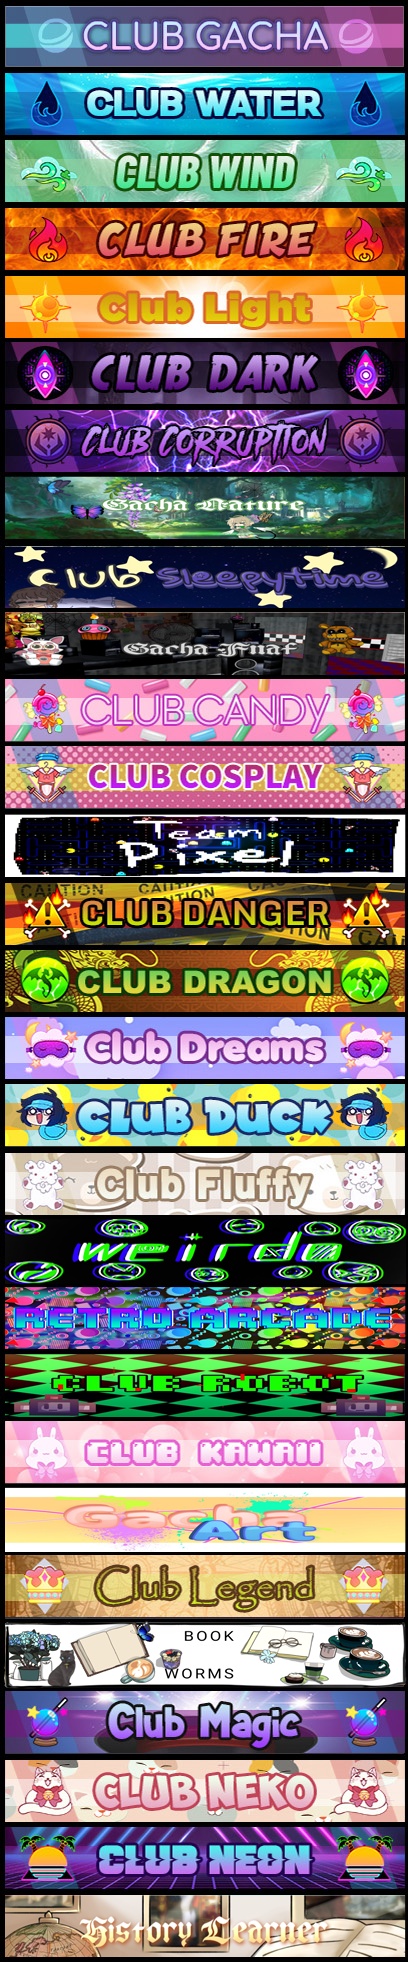 CLUB GACHA
CLUB WATER
CLUB WIND
CLUB FIRE
Club Light
CLUB DARK
CLUB CORRUPTION
Gacha Nature
Club Sleepytime
Gacha Fnaf
CLUB CANDY
CLUB COSPLAY
Team
Pixel
CAUTION CAUTION CAUTION
CLUB DANGER
CLUB DRAGON
Club Dreams
CLUB DUCK
Club Fluffy
weirdo
RETRO ARCADE
CLUB ROBOT
CLUB KAWAII
Gacha
Art
Club Legend
BOOK
WORMS
Club Magic
CLUB NEKO
CLUB NEON
History Learner